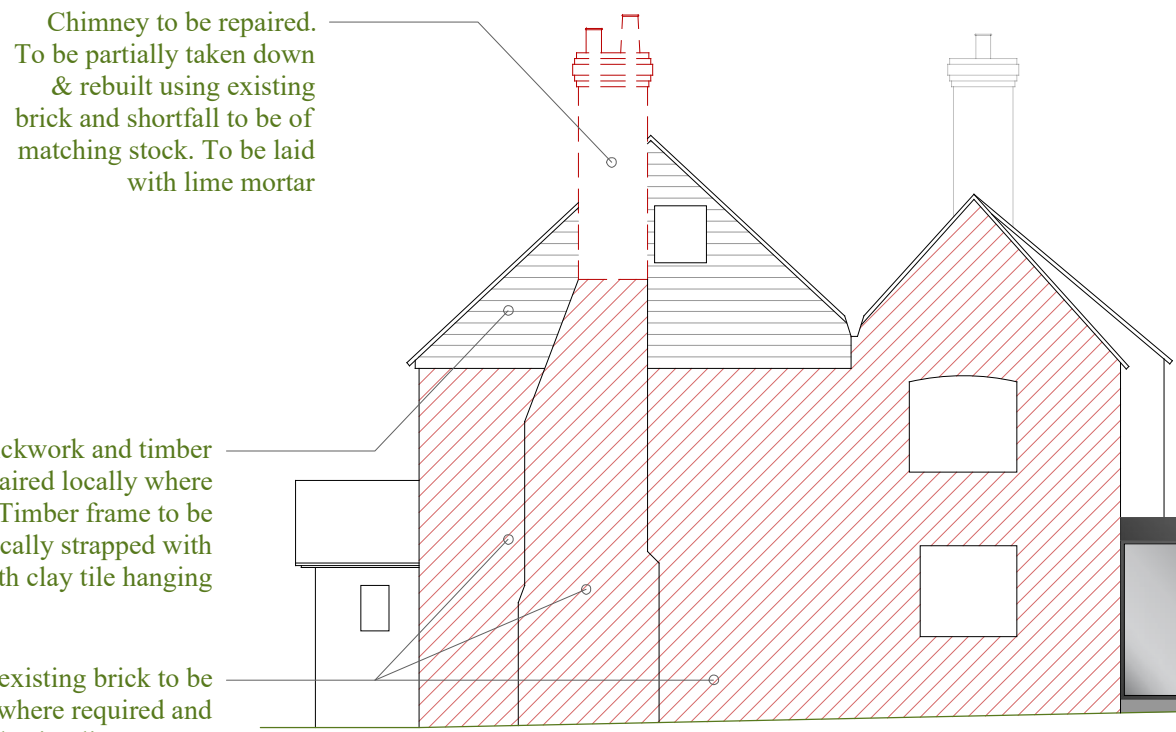 Chimney to be repaired.
To be partially taken down
& rebuilt using existing
brick and shortfall to be of
matching stock. To be laid
with lime mortar
ckwork and timber
aired locally where
Timber frame to be
cally strapped with
th clay tile hanging
existing brick to be
where required and